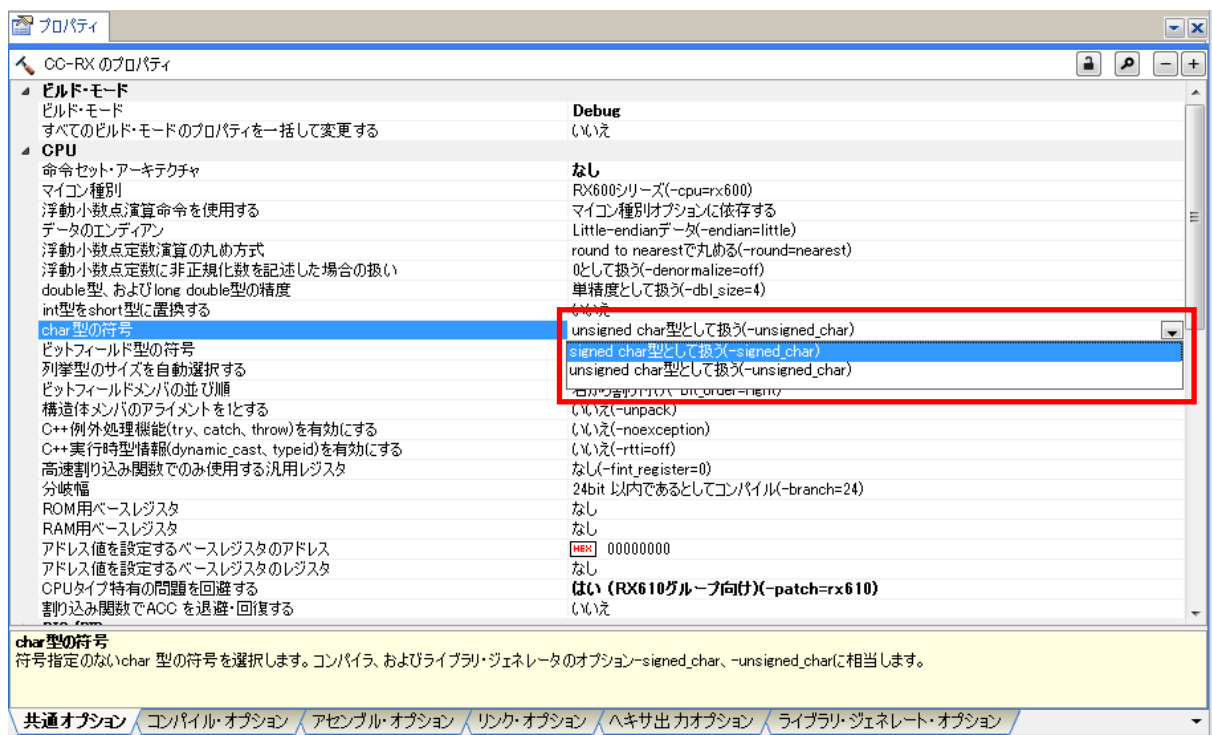 プロパティ
CC-RX のプロパティ
ビルド・モード
ビルド・モード Debug
すべてのビルド・モードのプロパティを一括して変更する いいえ
CPU
命令セット・アーキテクチャ なし
マイコン種別 RX600シリーズ(-cpu=rx600)
浮動小数点演算命令を使用する マイコン種別オプションに依存する
データのエンディアン Little-endianデータ(-endian=little)
浮動小数点定数演算の丸め方式 round to nearestで丸める(-round=nearest)
浮動小数点定数に非正規化数を記述した場合の扱い 0として扱う(-denormalize=off)
double型、およびlong double型の精度 単精度として扱う(-dbl_size=4)
int型をshort型に置換する いいえ
char型の符号 unsigned char型として扱う(-unsigned_char)
ビットフィールド型の符号 signed char型として扱う(-signed_char)
列挙型のサイズを自動選択する unsigned char型として扱う(-unsigned_char)
ビットフィールドメンバの並び順 右から割り付け(-bit_order=right)
構造体メンバのアライメントを1とする いいえ(-unpack)
C++例外処理機能(try、catch、throw)を有効にする いいえ(-noexception)
C++実行時型情報(dynamic_cast、typeid)を有効にする いいえ(-rtti=off)
高速割り込み関数でのみ使用する汎用レジスタ なし(-fint_register=0)
分岐幅 24bit 以内であるとしてコンパイル(-branch=24)
ROM用ベースレジスタ なし
RAM用ベースレジスタ なし
アドレス値を設定するベースレジスタのアドレス HEX 00000000
アドレス値を設定するベースレジスタのレジスタ なし
CPUタイプ特有の問題を回避する はい (RX610グループ向け)(-patch=rx610)
割り込み関数でACC を退避・回復する いいえ
char型の符号
符号指定のないchar 型の符号を選択します。コンパイラ、およびライブラリ・ジェネレータのオプション-signed_char、-unsigned_charに相当します。
共通オプション コンパイル・オプション アセンブル・オプション リンク・オプション ヘキサ出力オプション ライブラリ・ジェネレート・オプション